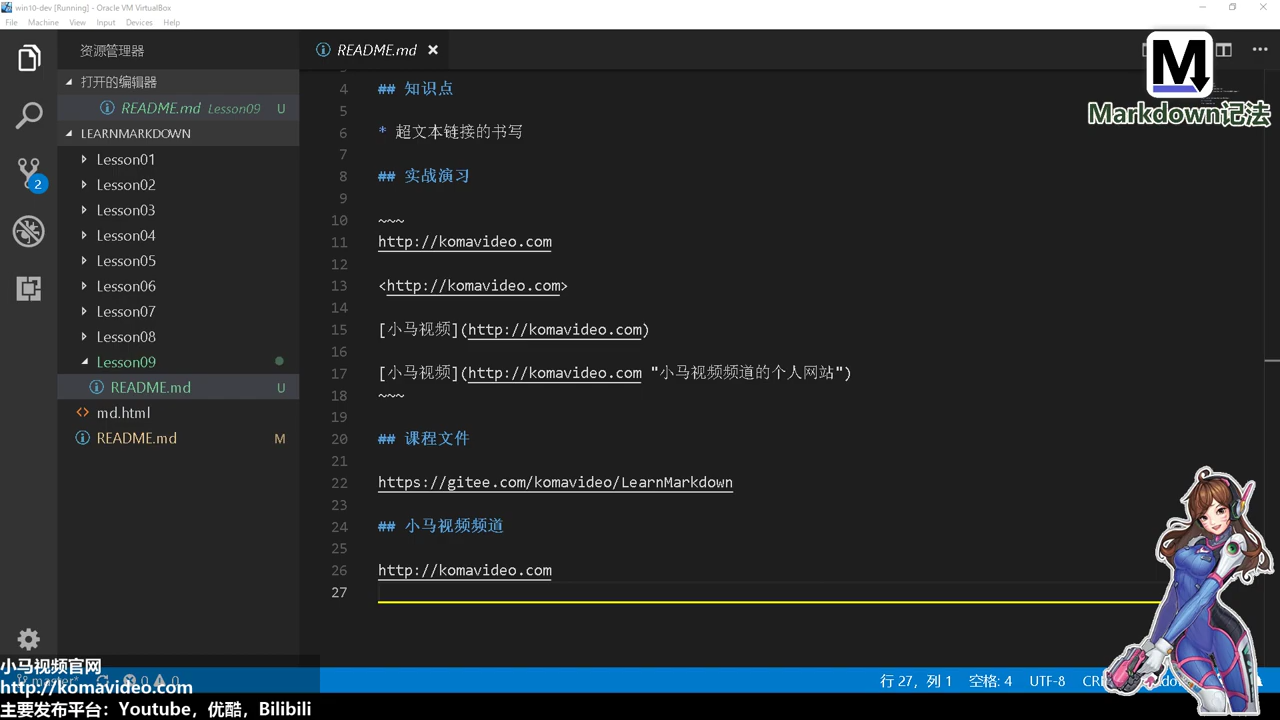 win10-dev [Running] - Oracle VM VirtualBox
File Machine View Input Devices Help
资源管理器
打开的编辑器
README.md Lesson09 U
LEARNMARKDOWN
Lesson01
Lesson02
Lesson03
Lesson04
Lesson05
Lesson06
Lesson07
Lesson08
Lesson09
README.md U
md.html
README.md M
2
README.md
4 ## 知识点
5
6 * 超文本链接的书写
7
8 ## 实战演习
9
10 ~~~
11 http://komavideo.com
12
13 <http://komavideo.com>
14
15 [小马视频](http://komavideo.com)
16
17 [小马视频](http://komavideo.com "小马视频频道的个人网站")
18 ~~~
19
20 ## 课程文件
21
22 https://gitee.com/komavideo/LearnMarkdown
23
24 ## 小马视频频道
25
26 http://komavideo.com
27
M
Markdown记法
master* 0 0
行 27，列 1 空格: 4 UTF-8
小马视频官网
http://komavideo.com
主要发布平台：Youtube，优酷，Bilibili